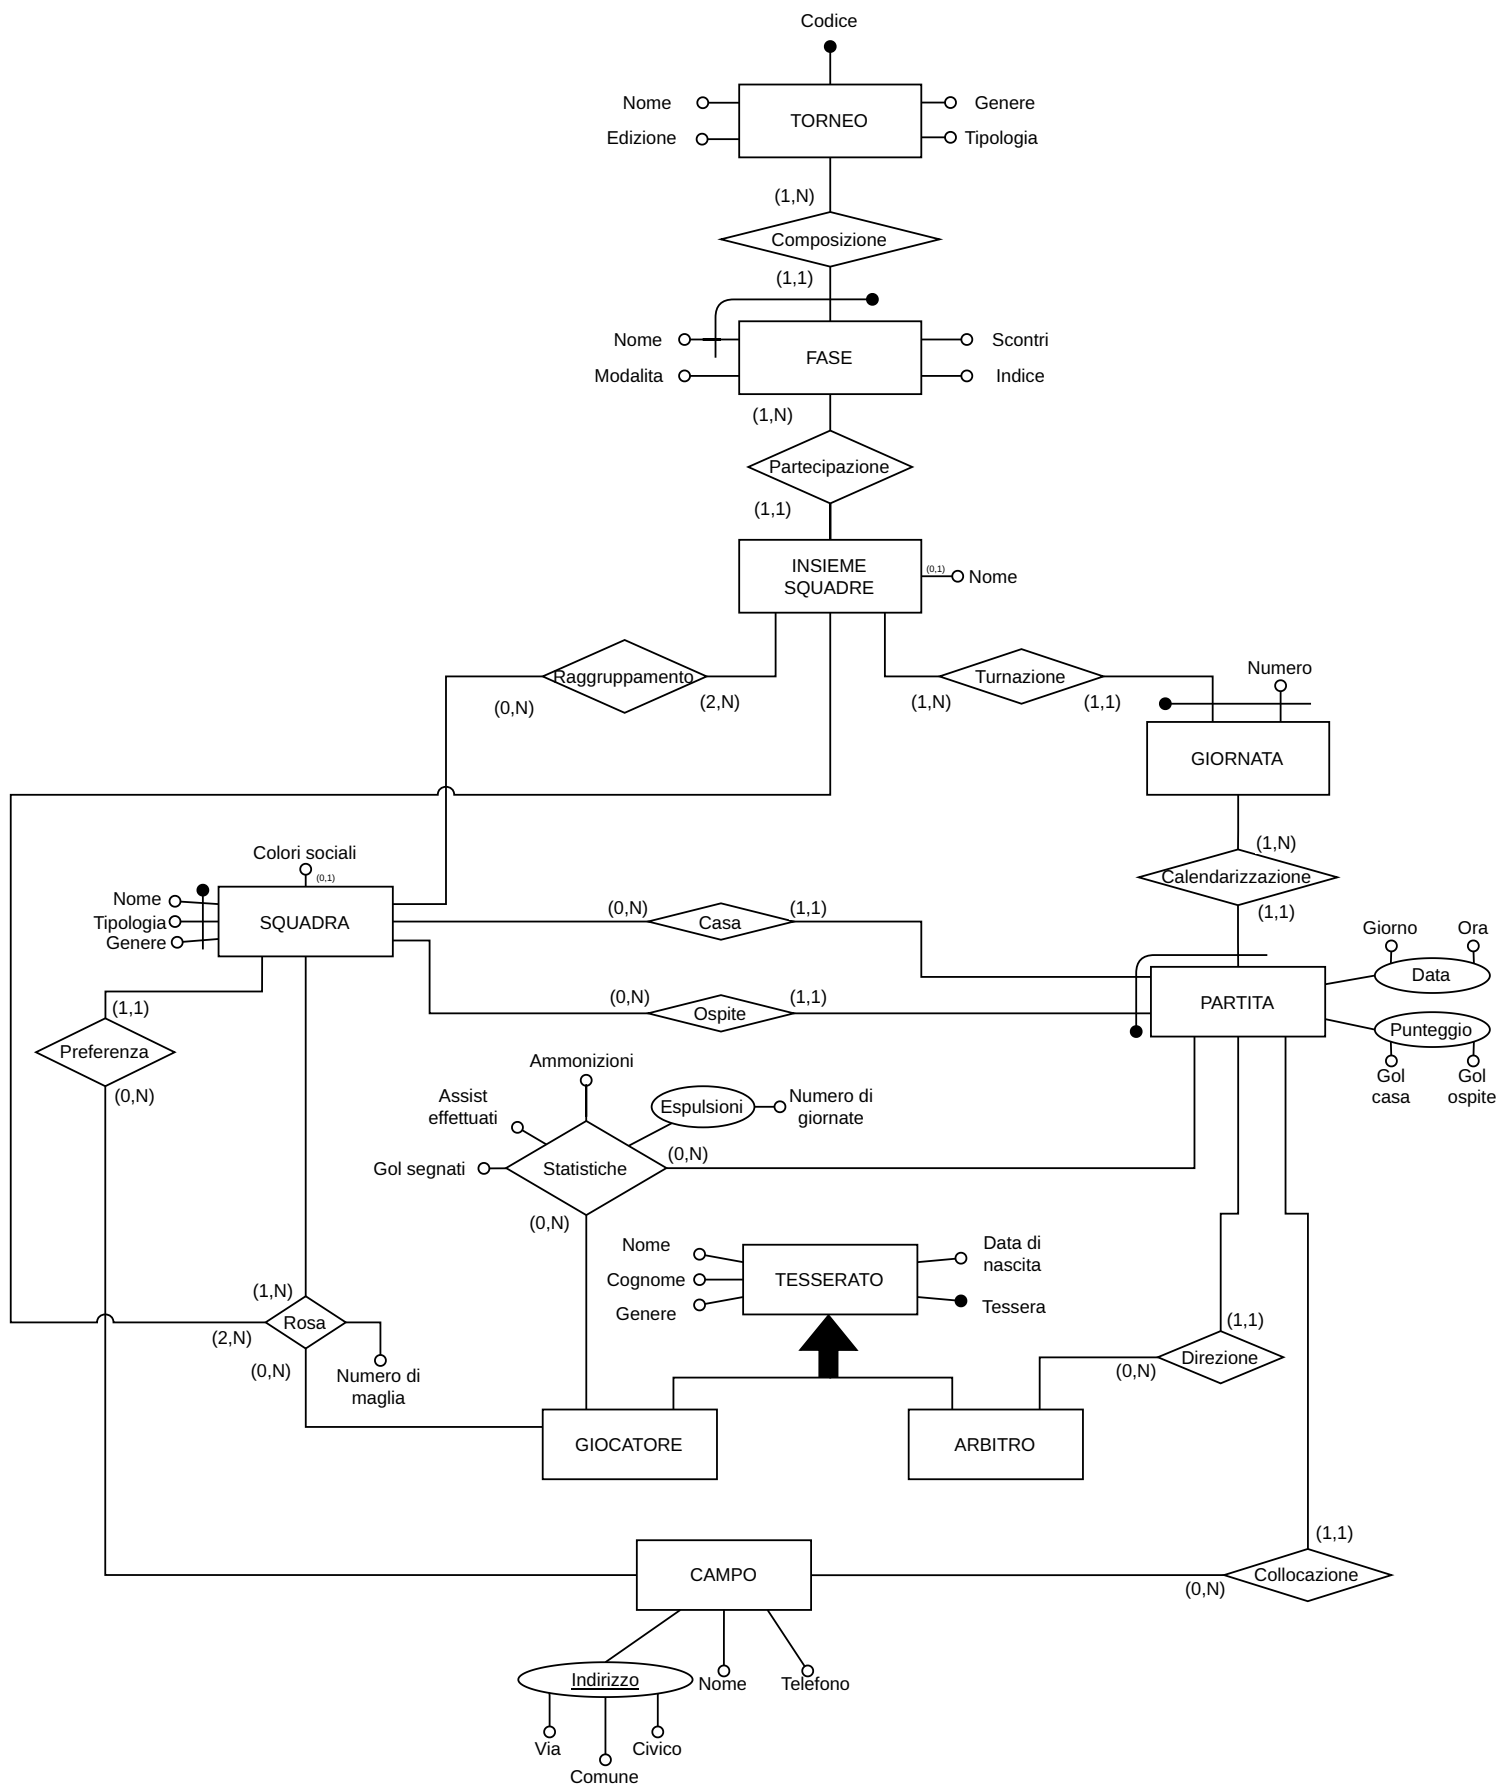 Codice
Nome
Genere
TORNEO
Edizione
Tipologia
(1,N)
Composizione
(1,1)
Nome
Scontri
FASE
Modalita
Indice
(1,N)
Partecipazione
(1,1)
INSIEME
SQUADRE
(0,1)
Nome
Raggruppamento
(0,N)
(2,N)
Turnazione
(1,N)
(1,1)
Numero
GIORNATA
(1,N)
Calendarizzazione
(1,1)
Colori sociali
(0,1)
Nome
Tipologia
Genere
SQUADRA
(0,N)
Casa
(1,1)
(0,N)
Ospite
(1,1)
Giorno
Ora
Data
PARTITA
Punteggio
Gol
casa
Gol
ospite
(1,1)
Preferenza
(0,N)
Ammonizioni
Assist
effettuati
Espulsioni
Numero di
giornate
Gol segnati
Statistiche
(0,N)
(0,N)
Nome
Cognome
Genere
TESSERATO
Data di
nascita
Tessera
(1,N)
Rosa
(2,N)
(0,N)
Numero di
maglia
(1,1)
Direzione
(0,N)
GIOCATORE
ARBITRO
(1,1)
Collocazione
(0,N)
CAMPO
Indirizzo
Nome
Telefono
Via
Civico
Comune